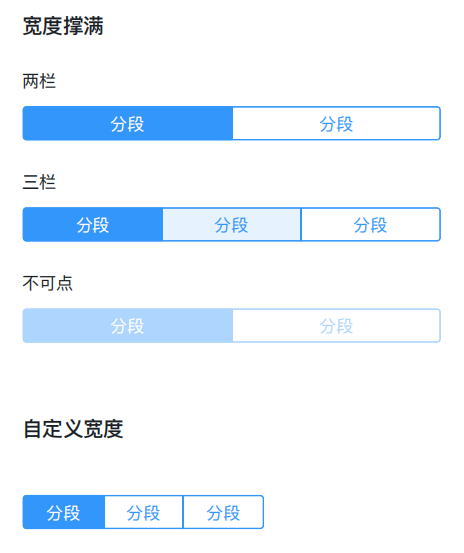 宽度撑满
两栏
分段 分段
三栏
分段 分段 分段
不可点
分段 分段
自定义宽度
分段 分段 分段